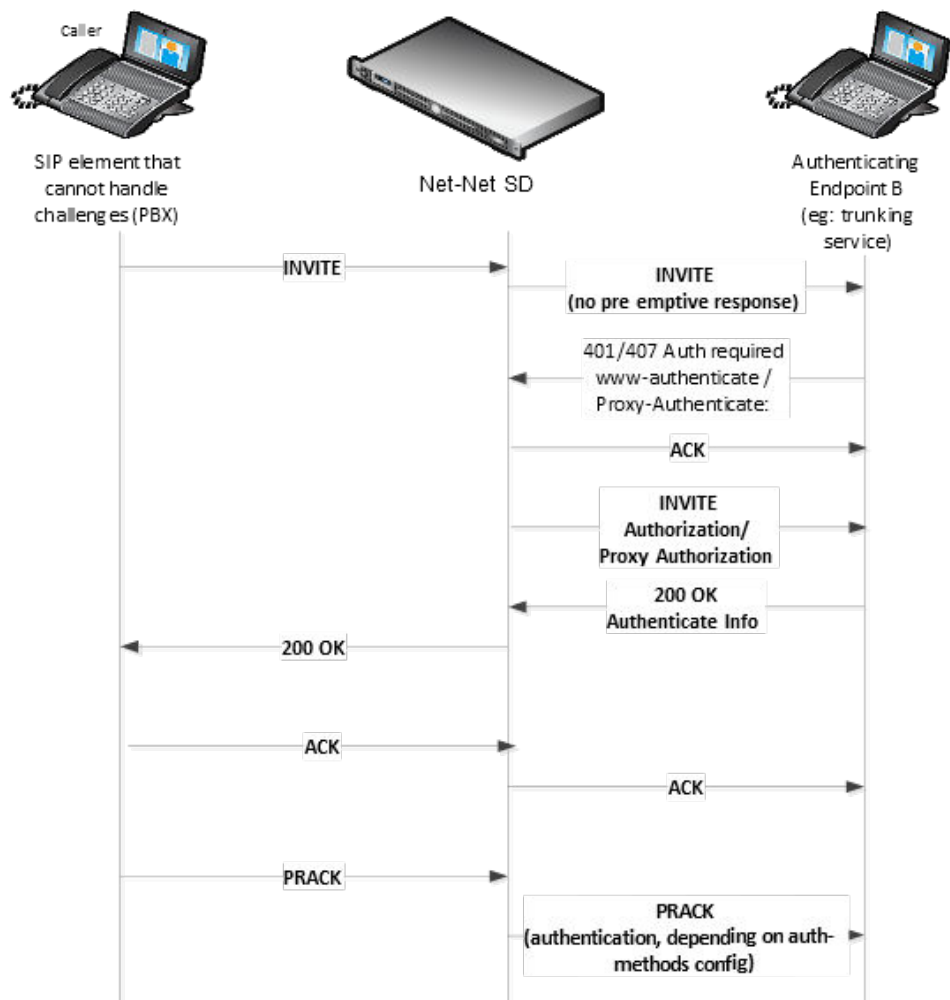 Caller
SIP element that
cannot handle
challenges (PBX)
Net-Net SD
Authenticating
Endpoint B
(eg: trunking
service)
INVITE
INVITE
(no pre emptive response)
401/407 Auth required
www-authenticate /
Proxy-Authenticate:
ACK
INVITE
Authorization/
Proxy Authorization
200 OK
Authenticate Info
200 OK
ACK
ACK
PRACK
PRACK
(authentication, depending on auth-
methods config)